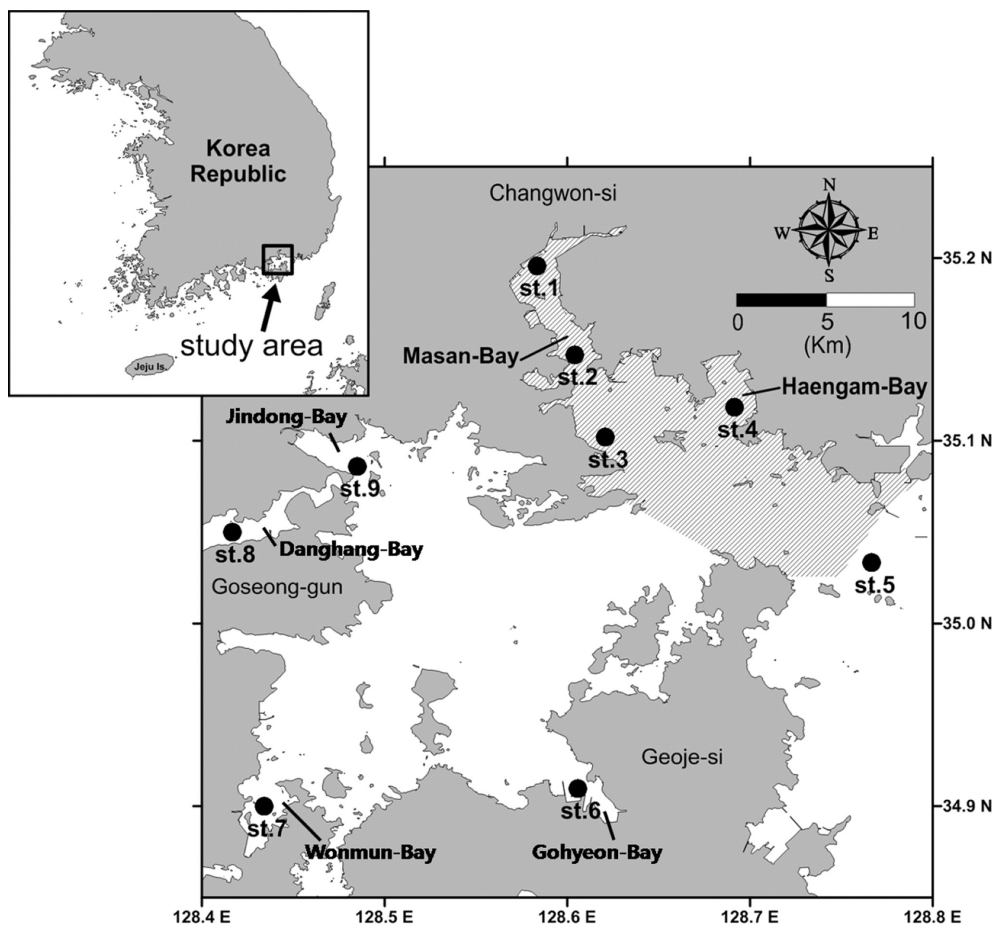 Korea
Republic
study area
Jeju Is.
Changwon-si
N
W
E
S
35.2 N
st.1
0
5
10
(Km)
Masan-Bay
st.2
Haengam-Bay
Jindong-Bay
st.4
35.1 N
st.3
st.9
st.8
Danghang-Bay
Goseong-gun
st.5
35.0 N
Geoje-si
st.6
34.9 N
st.7
Wonmun-Bay
Gohyeon-Bay
128.4 E
128.5 E
128.6 E
128.7 E
128.8 E